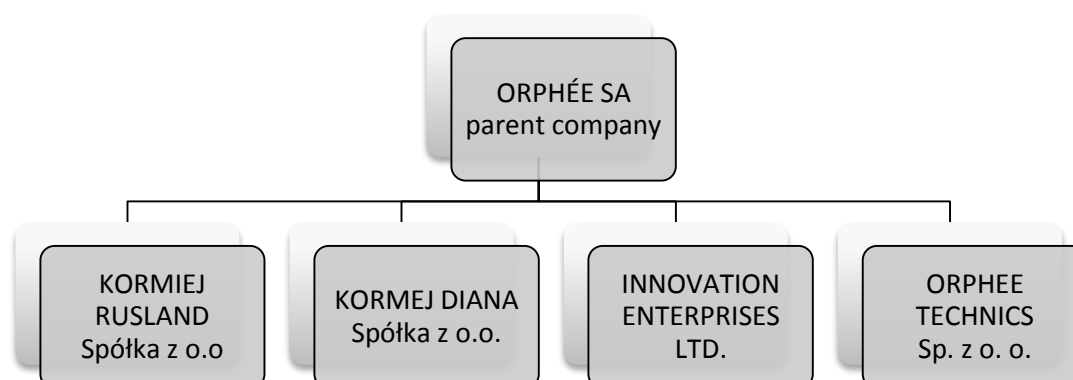 ORPHÉE SA
parent company
KORMIEJ
RUSLAND
Spółka z o.o
KORMEJ DIANA
Spółka z o.o.
INNOVATION
ENTERPRISES
LTD.
ORPHEE
TECHNICS
Sp. z o. o.